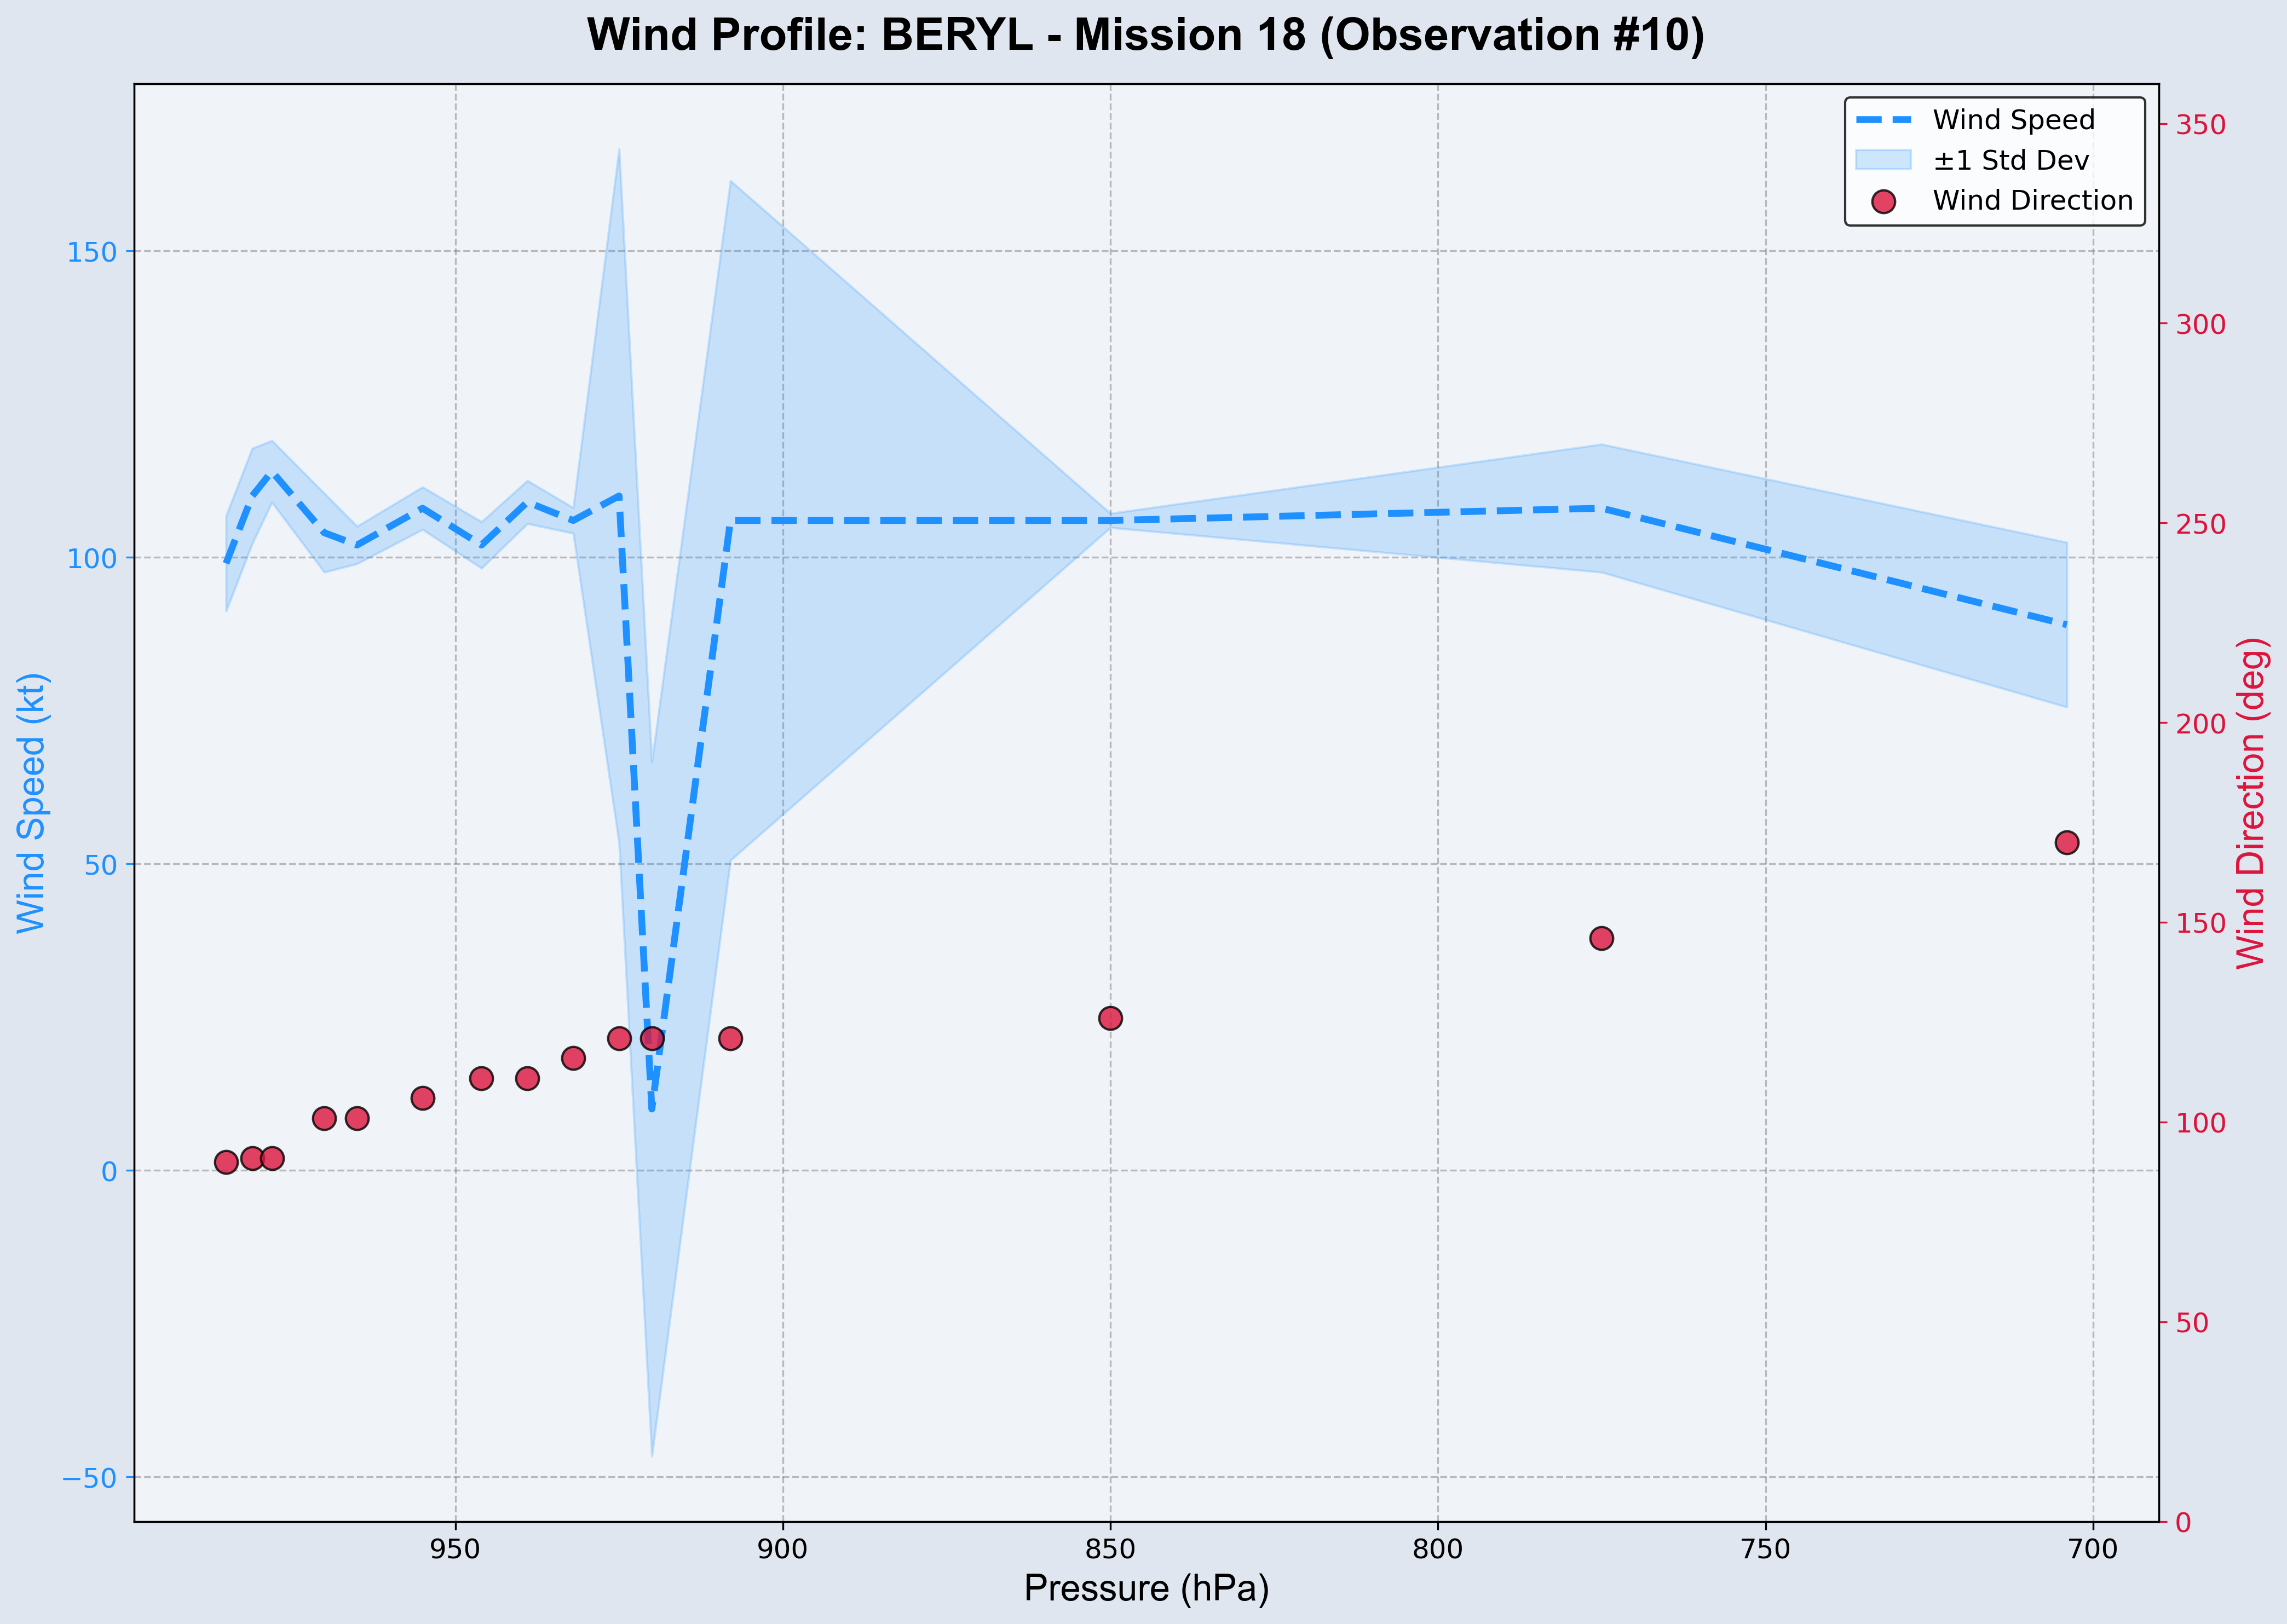 Wind Profile: BERYL - Mission 18 (Observation #10)
Wind Speed
±1 Std Dev
Wind Direction
150
100
50
0
−50
Wind Speed (kt)
350
300
250
200
150
100
50
0
Wind Direction (deg)
950
900
850
800
750
700
Pressure (hPa)